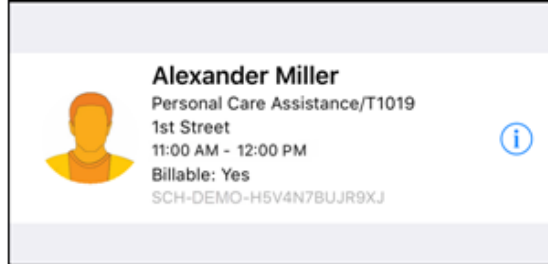 Alexander Miller
Personal Care Assistance/T1019
1st Street
11:00 AM - 12:00 PM
Billable: Yes
SCH-DEMO-H5V4N7BUJR9XJ